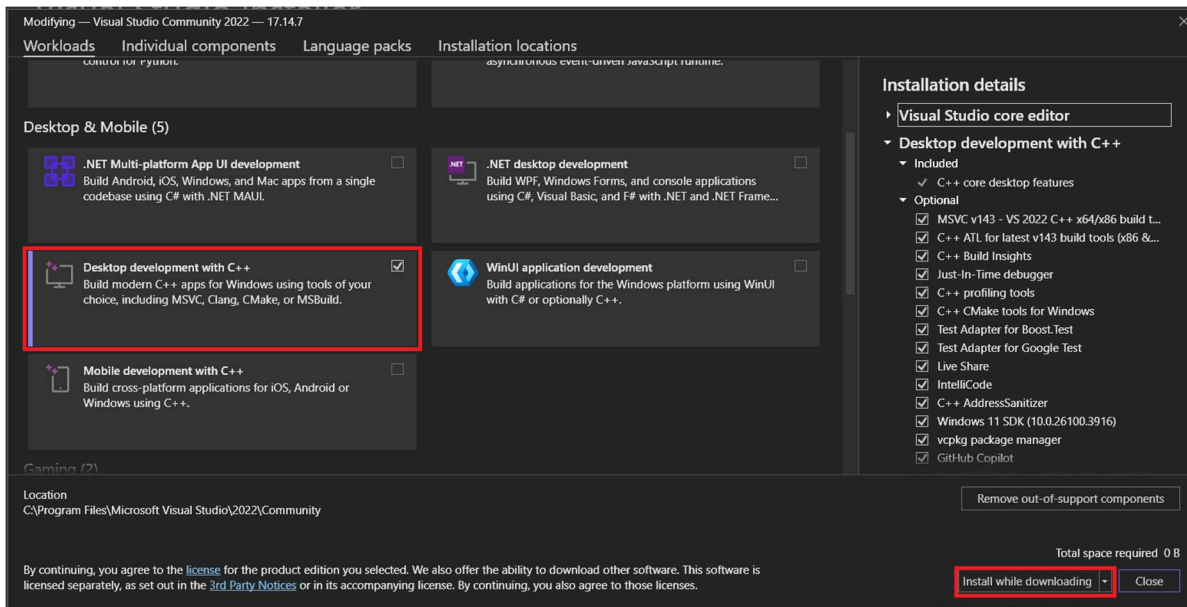 Modifying — Visual Studio Community 2022 — 17.14.7
Workloads Individual components Language packs Installation locations
control for Python.
asynchronous event-driven JavaScript runtime.
Desktop & Mobile (5)
.NET Multi-platform App UI development
Build Android, iOS, Windows, and Mac apps from a single
codebase using C# with .NET MAUI.
.NET
.NET desktop development
Build WPF, Windows Forms, and console applications
using C#, Visual Basic, and F# with .NET and .NET Frame...
Desktop development with C++
Build modern C++ apps for Windows using tools of your
choice, including MSVC, Clang, CMake, or MSBuild.
WinUI application development
Build applications for the Windows platform using WinUI
with C# or optionally C++.
Mobile development with C++
Build cross-platform applications for iOS, Android or
Windows using C++.
Gaming (2)
Installation details
Visual Studio core editor
Desktop development with C++
Included
C++ core desktop features
Optional
MSVC v143 - VS 2022 C++ x64/x86 build t...
C++ ATL for latest v143 build tools (x86 &...
C++ Build Insights
Just-In-Time debugger
C++ profiling tools
C++ CMake tools for Windows
Test Adapter for Boost.Test
Test Adapter for Google Test
Live Share
IntelliCode
C++ AddressSanitizer
Windows 11 SDK (10.0.26100.3916)
vcpkg package manager
GitHub Copilot
Location
C:\Program Files\Microsoft Visual Studio\2022\Community
Remove out-of-support components
Total space required 0 B
By continuing, you agree to the license for the product edition you selected. We also offer the ability to download other software. This software is
licensed separately, as set out in the 3rd Party Notices or in its accompanying license. By continuing, you also agree to those licenses.
Install while downloading
Close